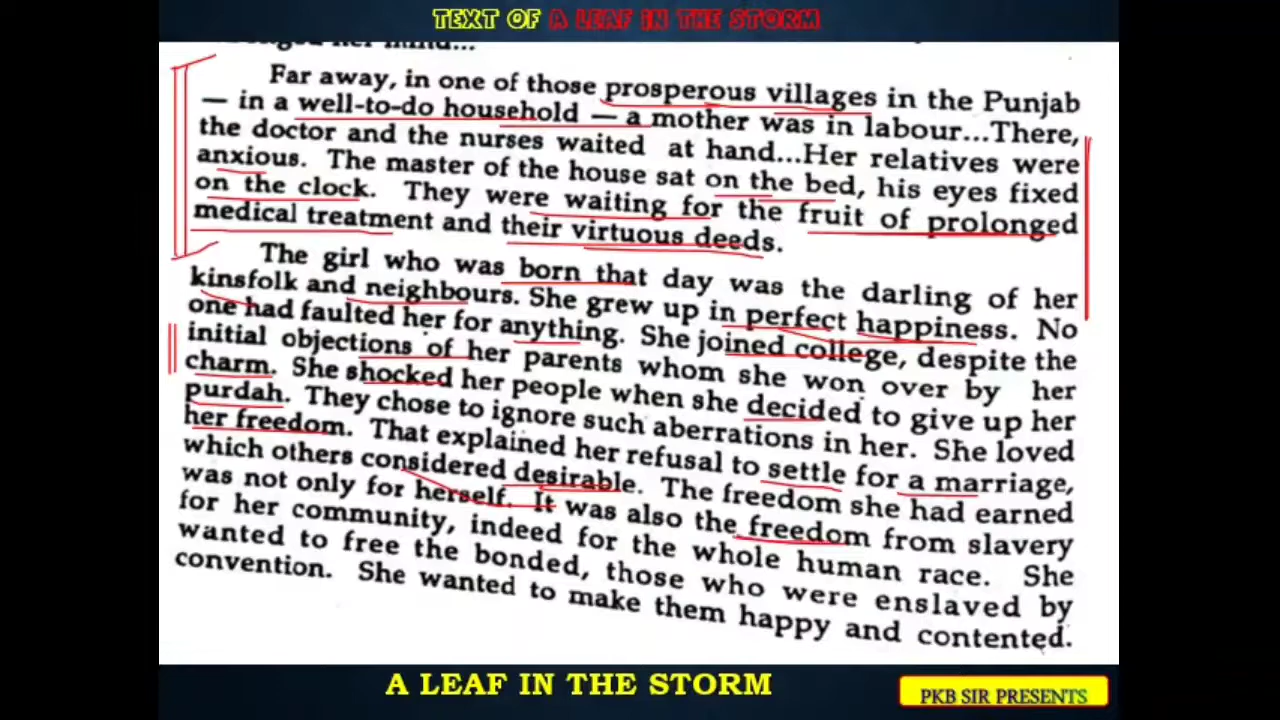 TEXT OF A LEAF IN THE STORM
her mind...
Far away, in one of those prosperous villages in the Punjab
— in a well-to-do household — a mother was in labour...There,
the doctor and the nurses waited at hand...Her relatives were
anxious. The master of the house sat on the bed, his eyes fixed
on the clock. They were waiting for the fruit of prolonged
medical treatment and their virtuous deeds.
The girl who was born that day was the darling of her
kinsfolk and neighbours. She grew up in perfect happiness. No
one had faulted her for anything. She joined college, despite the
initial objections of her parents whom she won over by her
charm. She shocked her people when she decided to give up her
purdah. They chose to ignore such aberrations in her. She loved
her freedom. That explained her refusal to settle for a marriage,
which others considered desirable. The freedom she had earned
was not only for herself. It was also the freedom from slavery
for her community, indeed for the whole human race. She
wanted to free the bonded, those who were enslaved by
convention. She wanted to make them happy and contented.
A LEAF IN THE STORM
PKB SIR PRESENTS